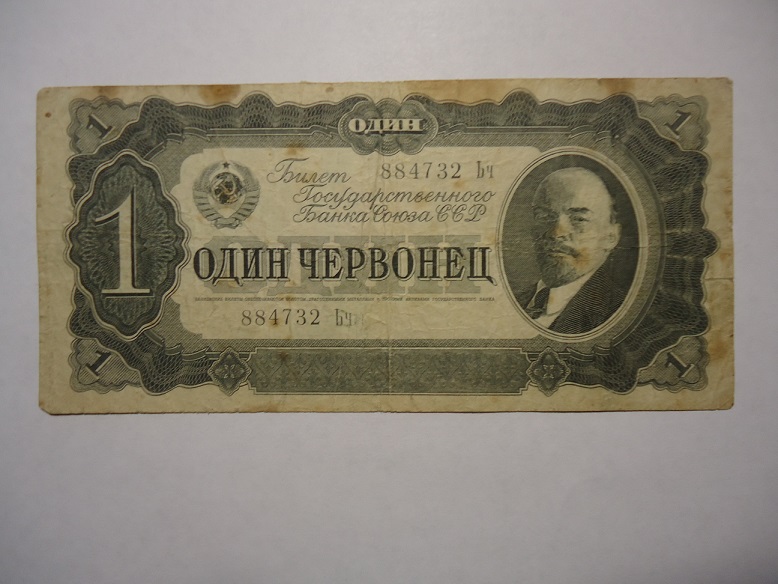 1 ОДИН 1
Билет 884732 Ьч
Государственного
Банка Союза ССР
1 ОДИН ЧЕРВОНЕЦ
884732 Ьч
1 1